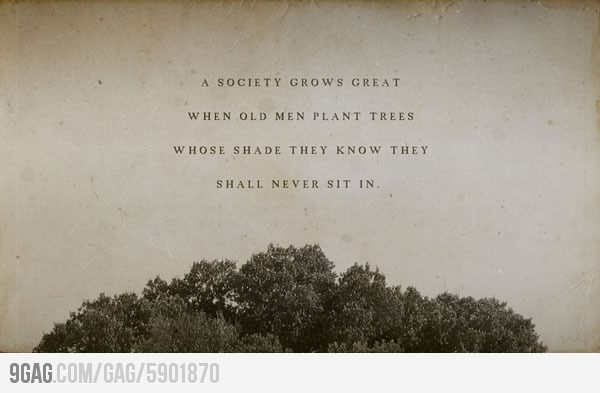 A SOCIETY GROWS GREAT
WHEN OLD MEN PLANT TREES
WHOSE SHADE THEY KNOW THEY
SHALL NEVER SIT IN.
9GAG.COM/GAG/5901870